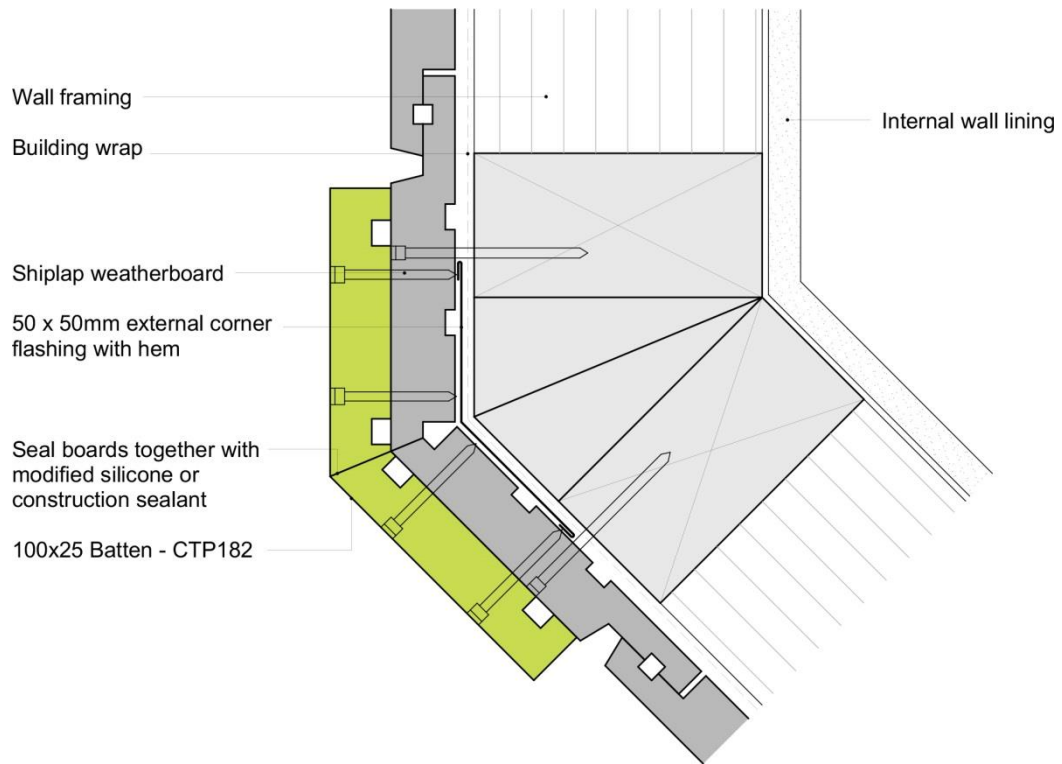 Wall framing
Building wrap
Internal wall lining
Shiplap weatherboard
50 x 50mm external corner
flashing with hem
Seal boards together with
modified silicone or
construction sealant
100x25 Batten - CTP182